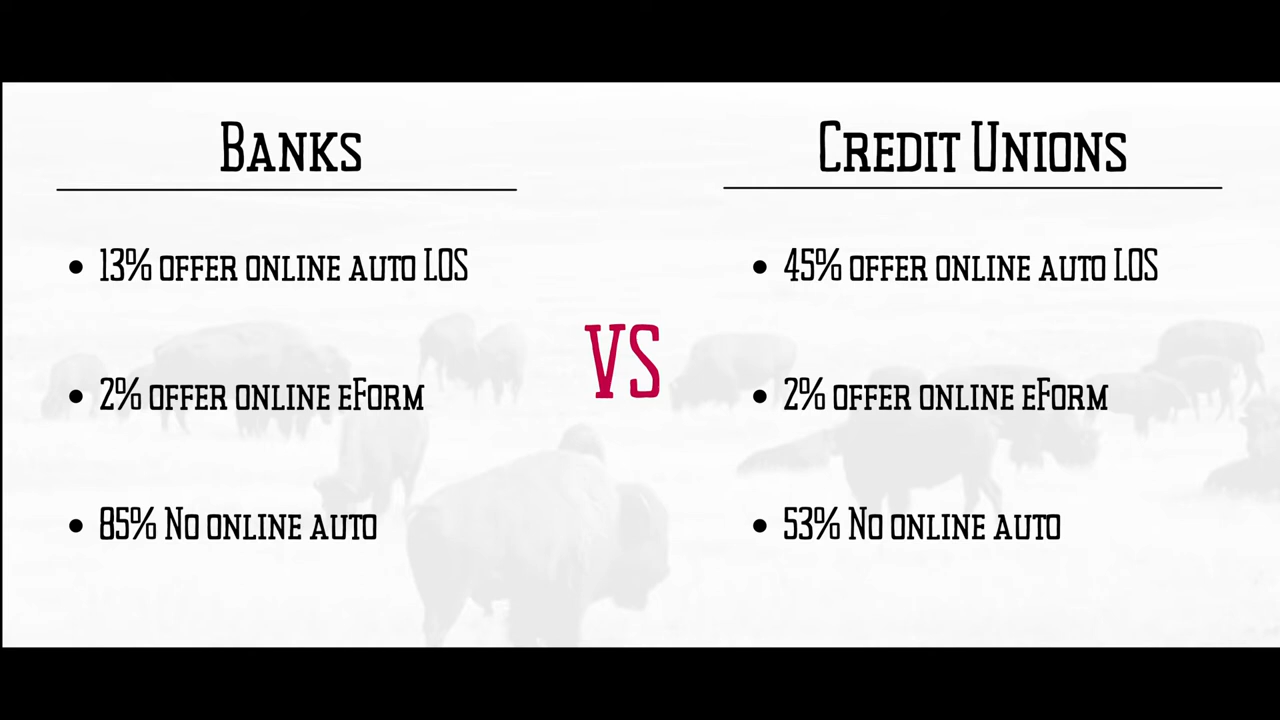 Banks
• 13% offer online auto LOS
• 2% offer online eForm
• 85% No online auto
VS
Credit Unions
• 45% offer online auto LOS
• 2% offer online eForm
• 53% No online auto